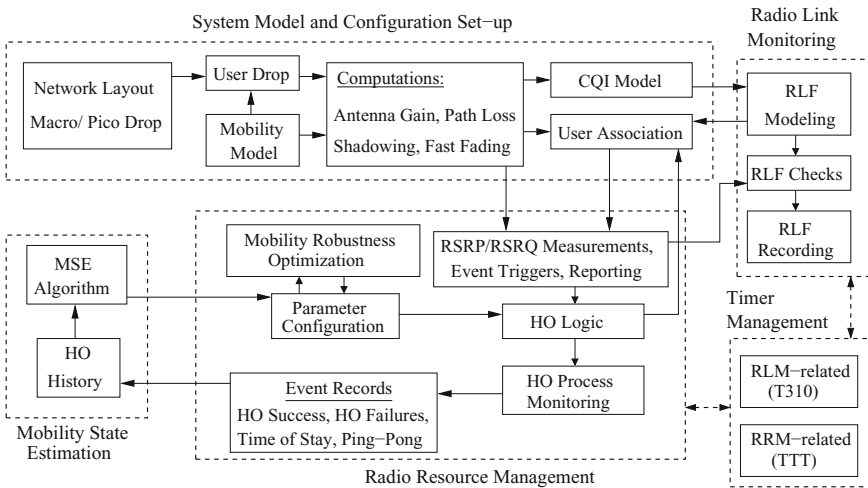 System Model and Configuration Set−up
Network Layout
Macro/ Pico Drop
User Drop
Mobility
Model
Computations:
Antenna Gain, Path Loss
Shadowing, Fast Fading
CQI Model
User Association
Radio Link
Monitoring
RLF
Modeling
RLF Checks
RLF
Recording
MSE
Algorithm
HO
History
Mobility State
Estimation
Mobility Robustness
Optimization
Parameter
Configuration
RSRP/RSRQ Measurements,
Event Triggers, Reporting
HO Logic
HO Process
Monitoring
Event Records
HO Success, HO Failures,
Time of Stay, Ping−Pong
Radio Resource Management
Timer
Management
RLM−related
(T310)
RRM−related
(TTT)